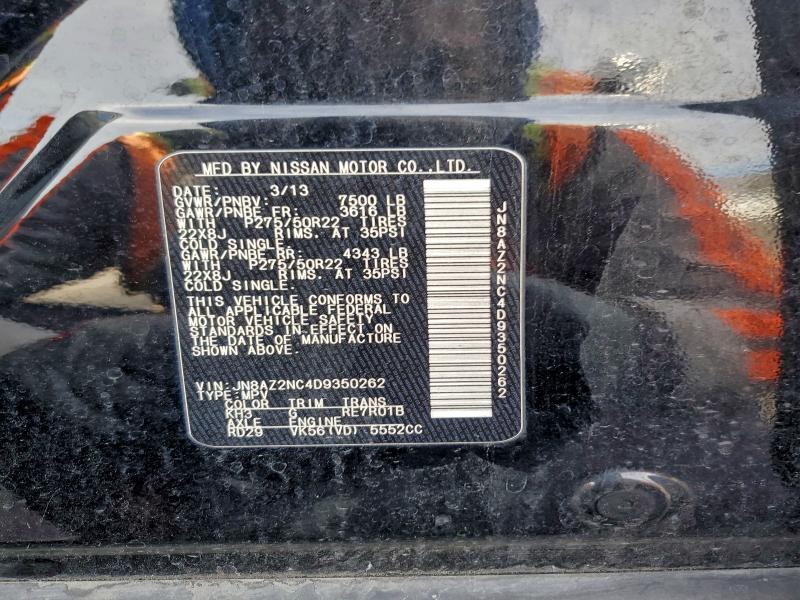 MFD BY NISSAN MOTOR CO.,LTD.
DATE: 3/13
GVWR/PNBV: 7500 LB
GAWR/PNBE FR: 3616 LB
WITH P275/50R22 TIRES
22X8J RIMS. AT 35PSI
COLD SINGLE.
GAWR/PNBE RR: 4343 LB
WITH P275/50R22 TIRES
22X8J RIMS. AT 35PSI
COLD SINGLE.
THIS VEHICLE CONFORMS TO
ALL APPLICABLE FEDERAL
MOTOR VEHICLE SAFETY
STANDARDS IN EFFECT ON
THE DATE OF MANUFACTURE
SHOWN ABOVE.
VIN:JN8AZ2NC4D9350262
TYPE:MPV
COLOR TRIM TRANS
KH3 G RE7R01B
AXLE ENGINE
RD29 VK56(VD) 5552CC
JN8AZ2NC4D9350262